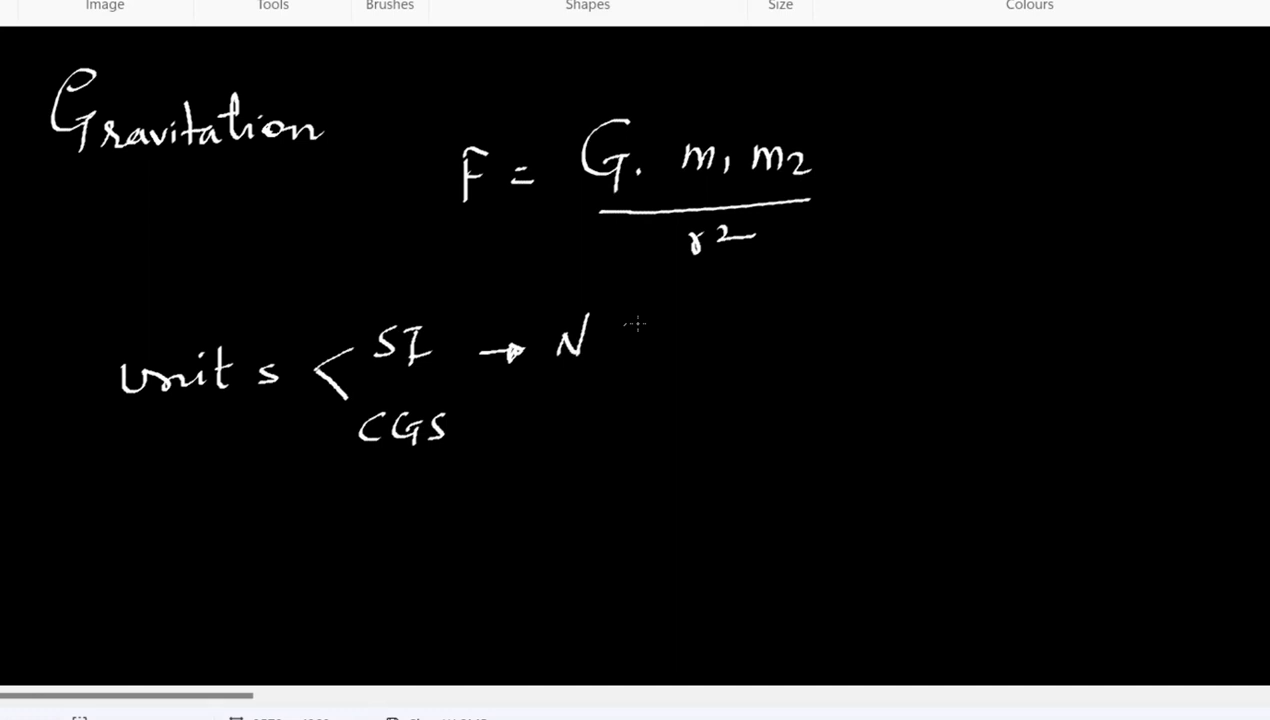 Image Tools Brushes Shapes Size Colours
Gravitation
F = G. m1 m2
r2
Units < SI → N
CGS